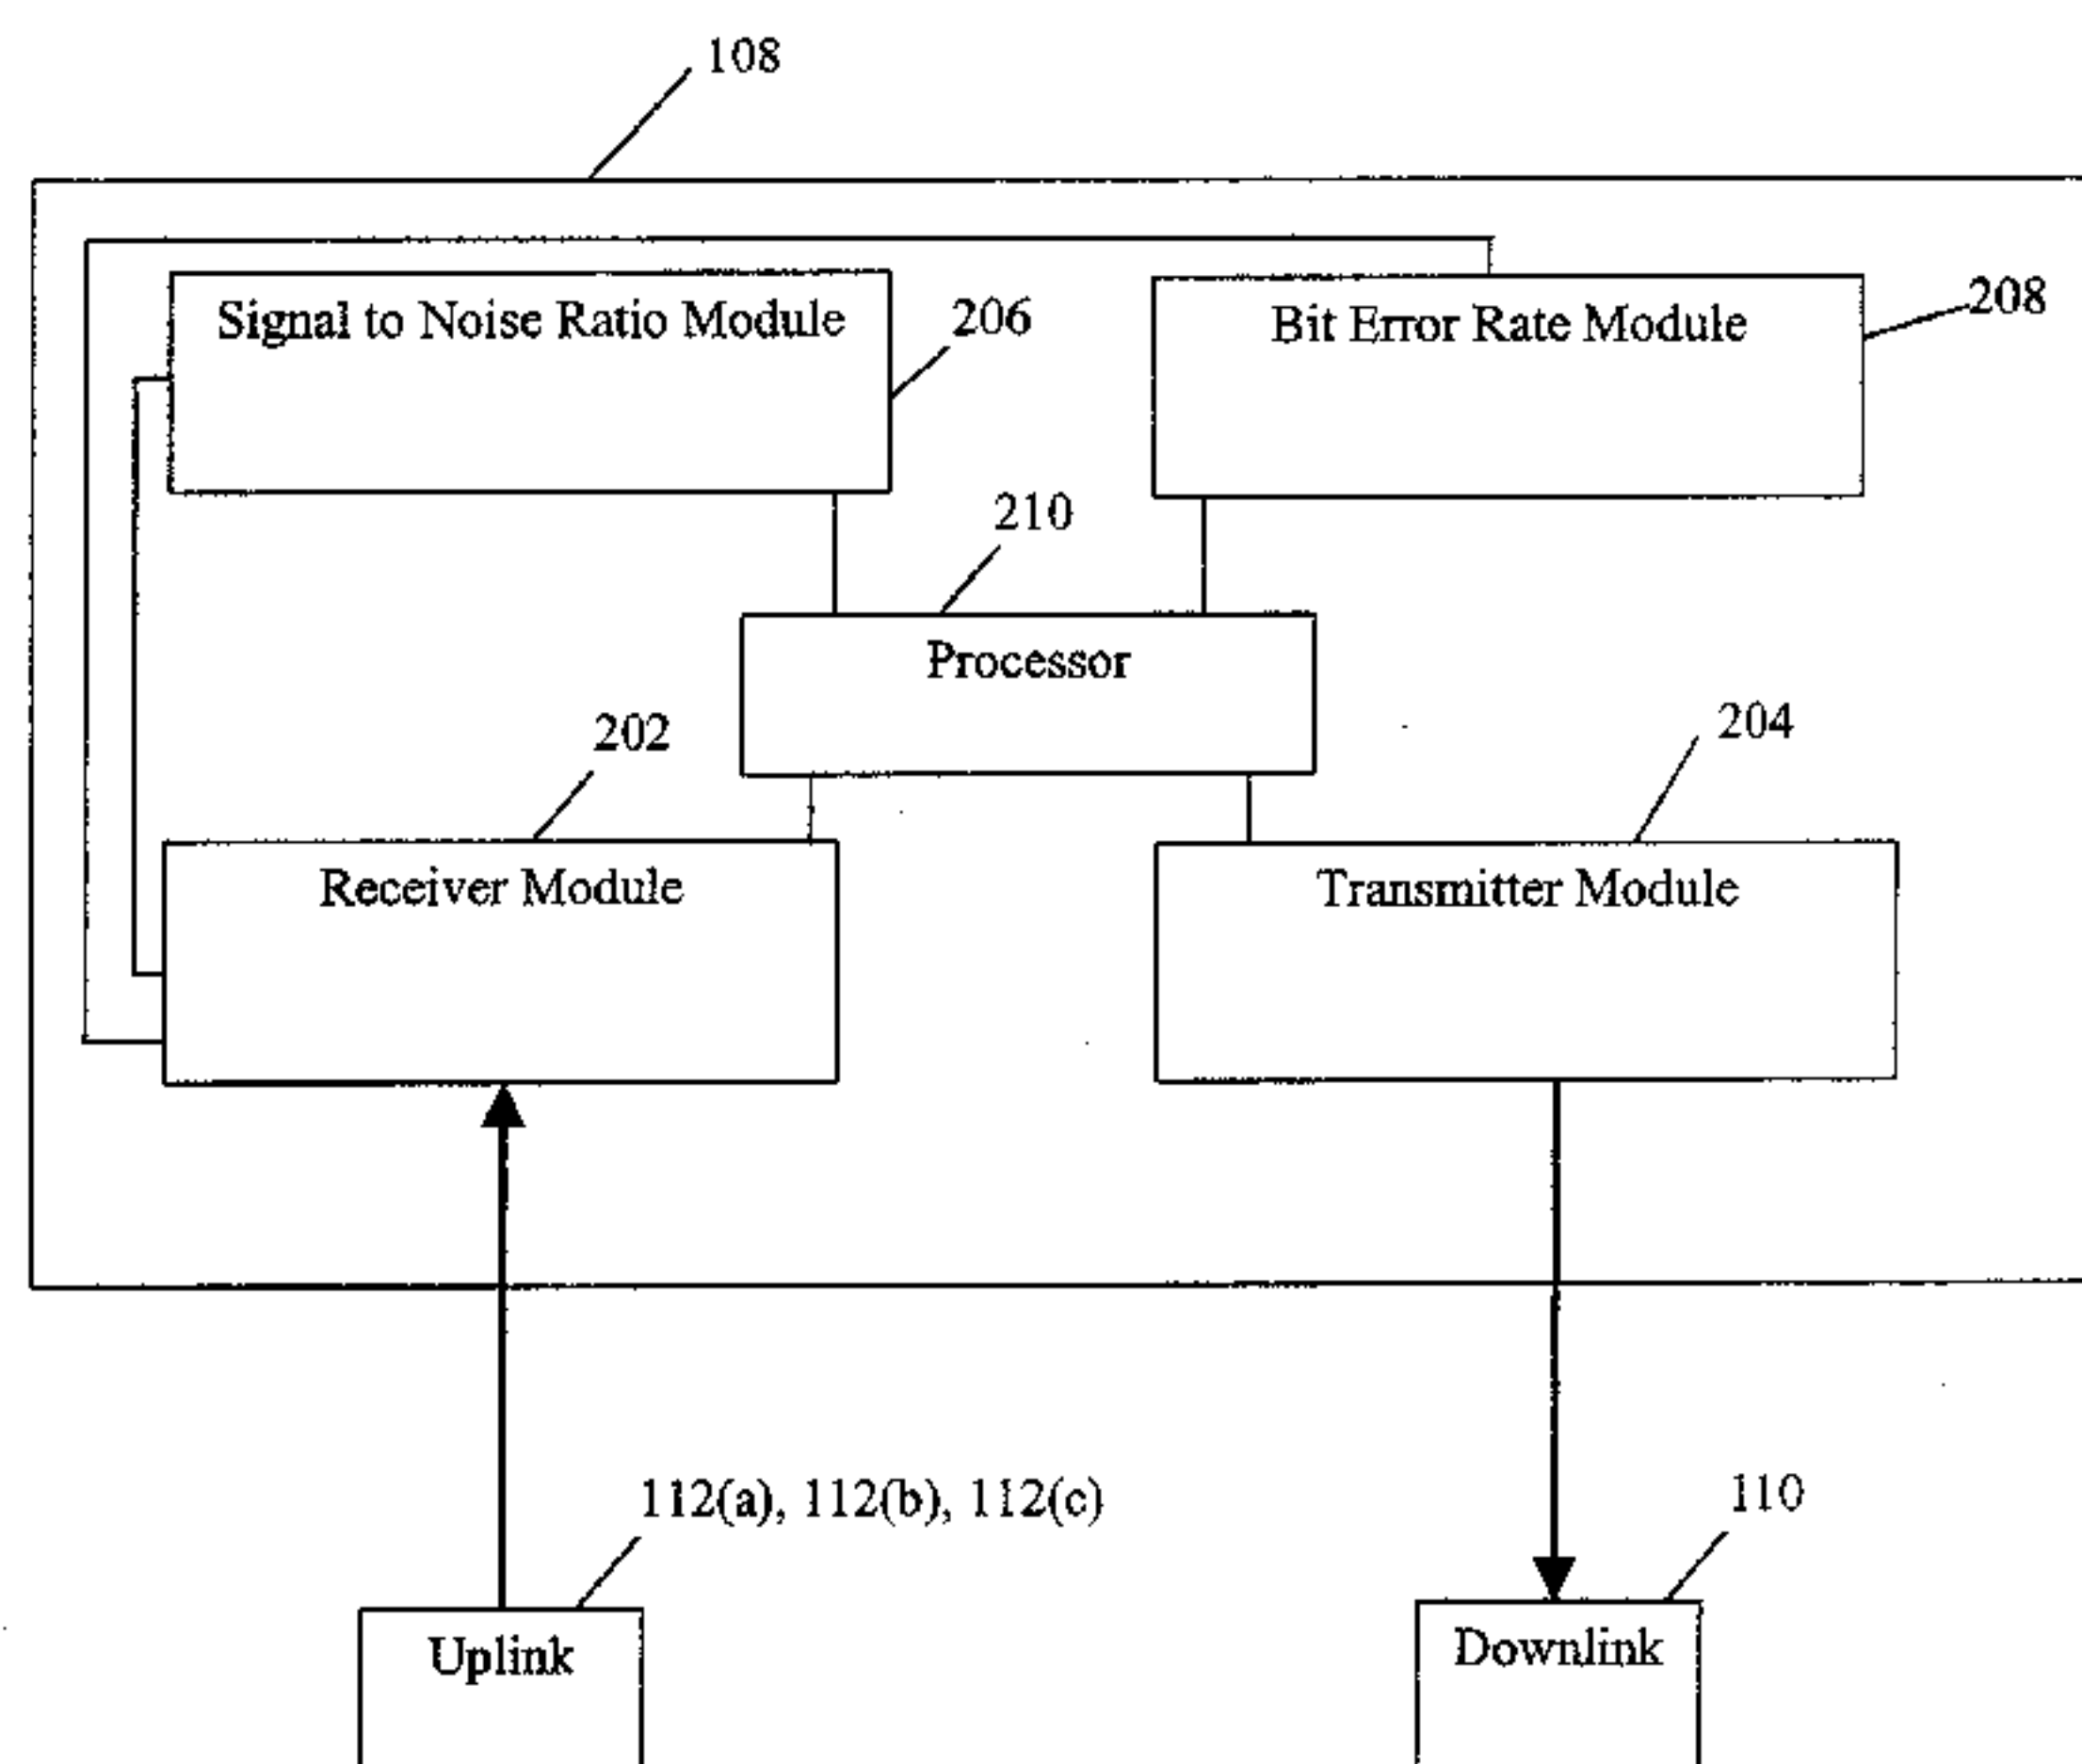 108
Signal to Noise Ratio Module
206
Bit Error Rate Module
208
210
Processor
202
204
Receiver Module
Transmitter Module
112(a), 112(b), 112(c)
110
Uplink
Downlink